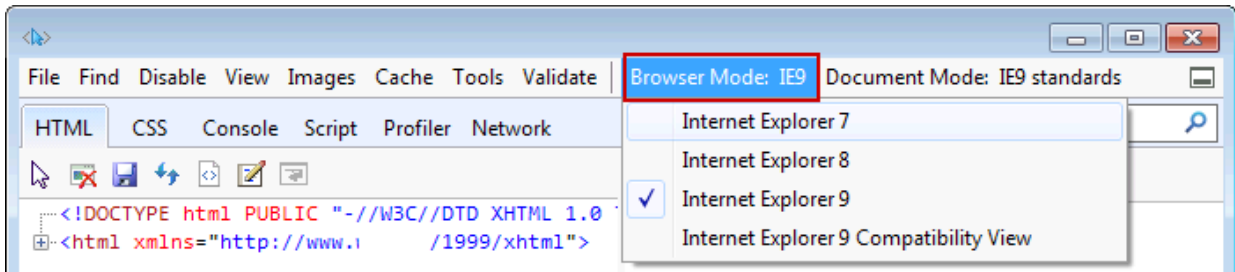 File Find Disable View Images Cache Tools Validate Browser Mode: IE9 Document Mode: IE9 standards
HTML CSS Console Script Profiler Network
Internet Explorer 7
Internet Explorer 8
Internet Explorer 9
Internet Explorer 9 Compatibility View
<!DOCTYPE html PUBLIC "-//W3C//DTD XHTML 1.0
<html xmlns="http://www. /1999/xhtml">